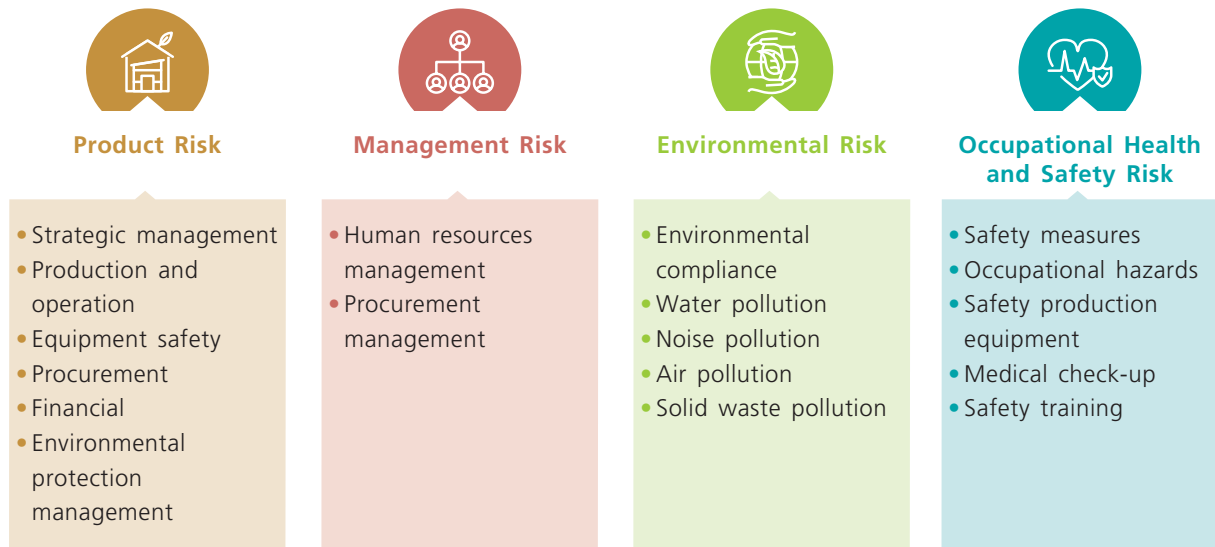 Product Risk
• Strategic management
• Production and
operation
• Equipment safety
• Procurement
• Financial
• Environmental
protection
management
Management Risk
• Human resources
management
• Procurement
management
Environmental Risk
• Environmental
compliance
• Water pollution
• Noise pollution
• Air pollution
• Solid waste pollution
Occupational Health
and Safety Risk
• Safety measures
• Occupational hazards
• Safety production
equipment
• Medical check-up
• Safety training